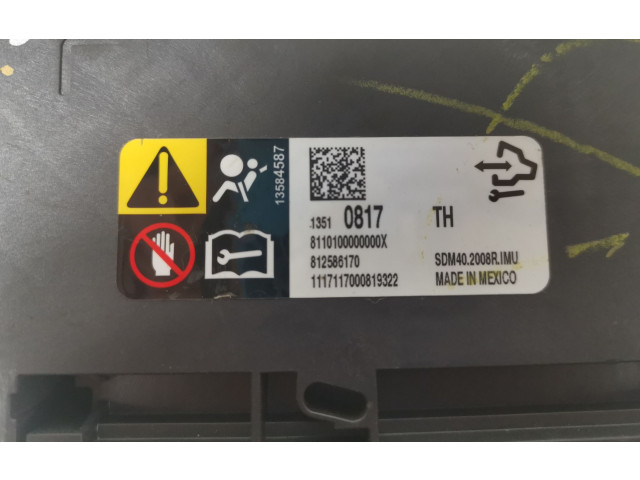 13584587
1351 0817 TH
8110100000000X
812586170 SDM40.2008R.IMU
1117117000819322 MADE IN MEXICO